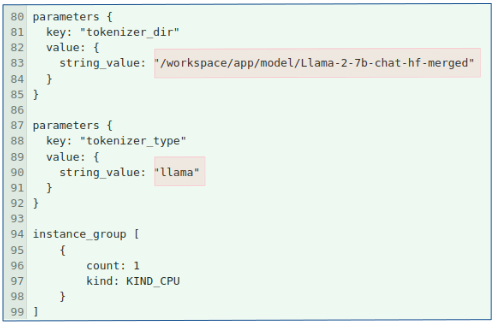 80 parameters {
81   key: "tokenizer_dir"
82   value: {
83     string_value: "/workspace/app/model/Llama-2-7b-chat-hf-merged"
84   }
85 }
86
87 parameters {
88   key: "tokenizer_type"
89   value: {
90     string_value: "llama"
91   }
92 }
93
94 instance_group [
95     {
96         count: 1
97         kind: KIND_CPU
98     }
99 ]